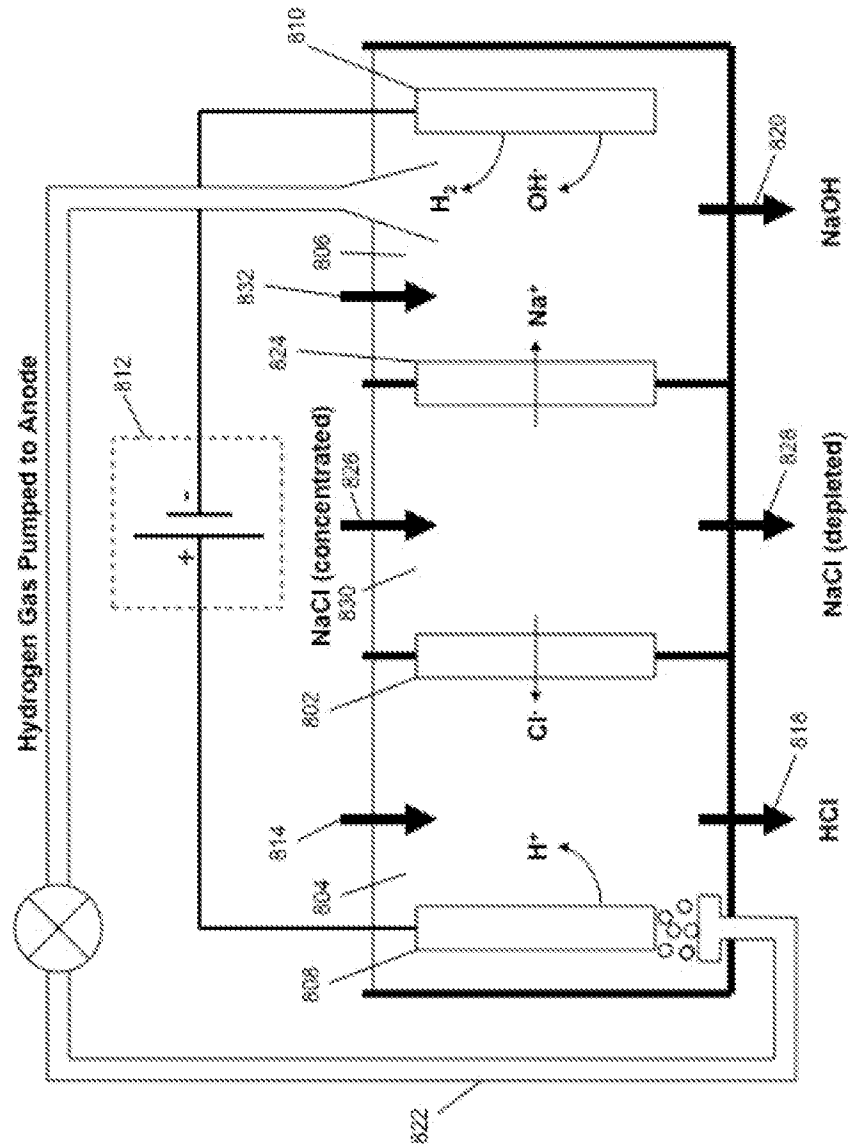 Hydrogen Gas Pumped to Anode
812
+
-
810
814
NaCl (concentrated)
826
832
804
830
806
H₂
OH-
808
802
824
H+
Cl-
Na+
822
818
828
820
HCl
NaCl (depleted)
NaOH